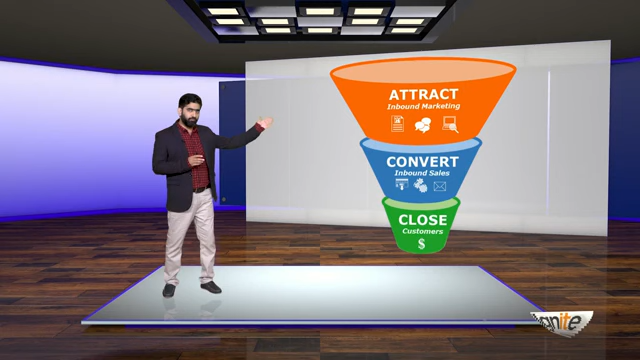 ATTRACT
Inbound Marketing
CONVERT
Inbound Sales
CLOSE
Customers
$